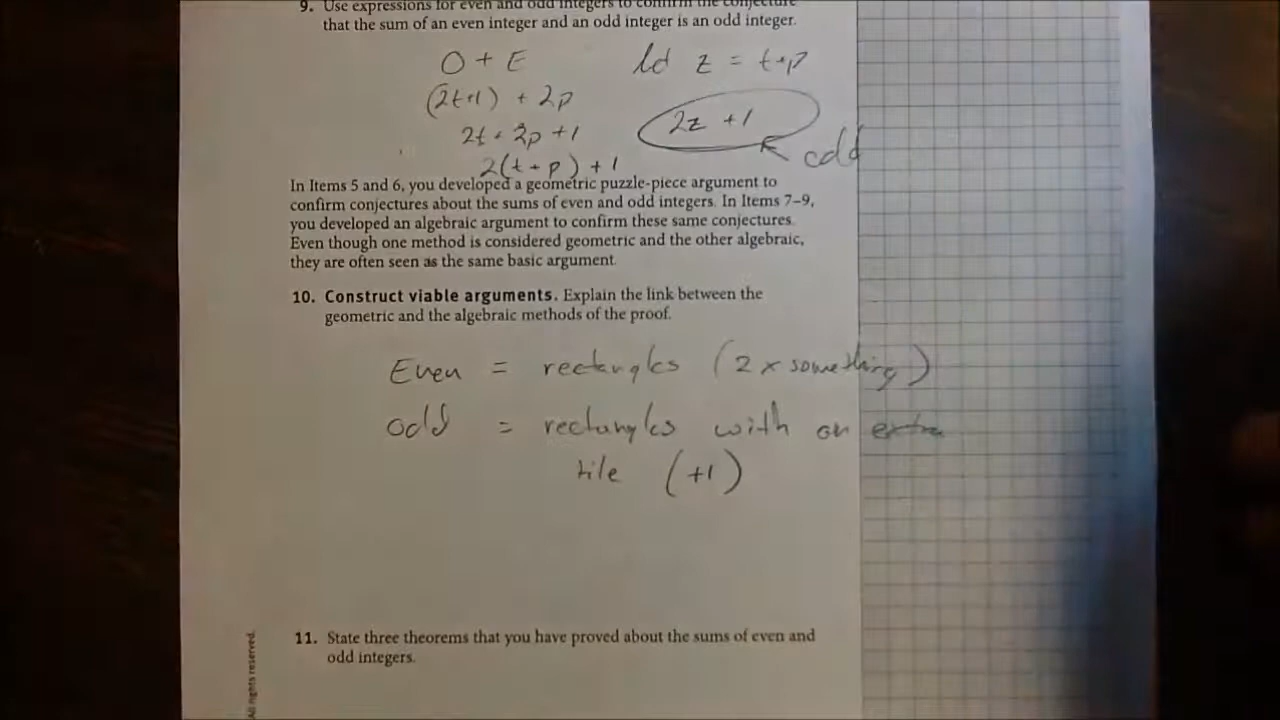 9. Use expressions for even and odd integers to confirm the conjecture
that the sum of an even integer and an odd integer is an odd integer.
O + E
(2t+1) + 2p
2t + 2p + 1
2(t + p) + 1
z = t+p
2z + 1
odd
In Items 5 and 6, you developed a geometric puzzle-piece argument to
confirm conjectures about the sums of even and odd integers. In Items 7–9,
you developed an algebraic argument to confirm these same conjectures.
Even though one method is considered geometric and the other algebraic,
they are often seen as the same basic argument.
10. Construct viable arguments. Explain the link between the
geometric and the algebraic methods of the proof.
Even = rectangles (2 x something)
odd = rectangles with an extra
tile (+1)
11. State three theorems that you have proved about the sums of even and
odd integers.
All rights reserved.